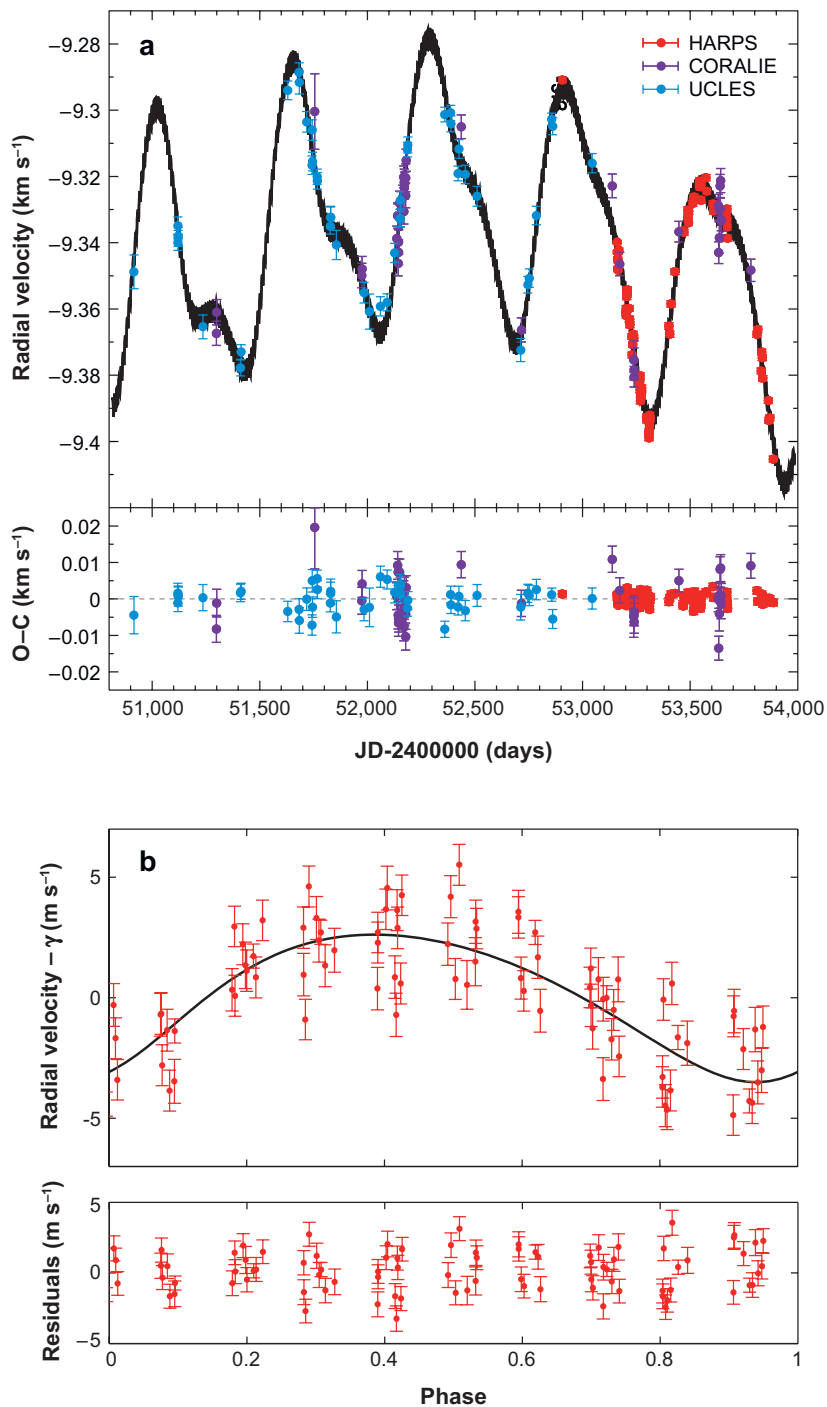 a
HARPS
CORALIE
UCLES
Radial velocity (km s⁻¹)
−9.28
−9.3
−9.32
−9.34
−9.36
−9.38
−9.4
O–C (km s⁻¹)
0.02
0.01
0
−0.01
−0.02
51,000 51,500 52,000 52,500 53,000 53,500 54,000
JD-2400000 (days)
b
Radial velocity – γ (m s⁻¹)
5
0
-5
Residuals (m s⁻¹)
5
0
−5
0 0.2 0.4 0.6 0.8 1
Phase